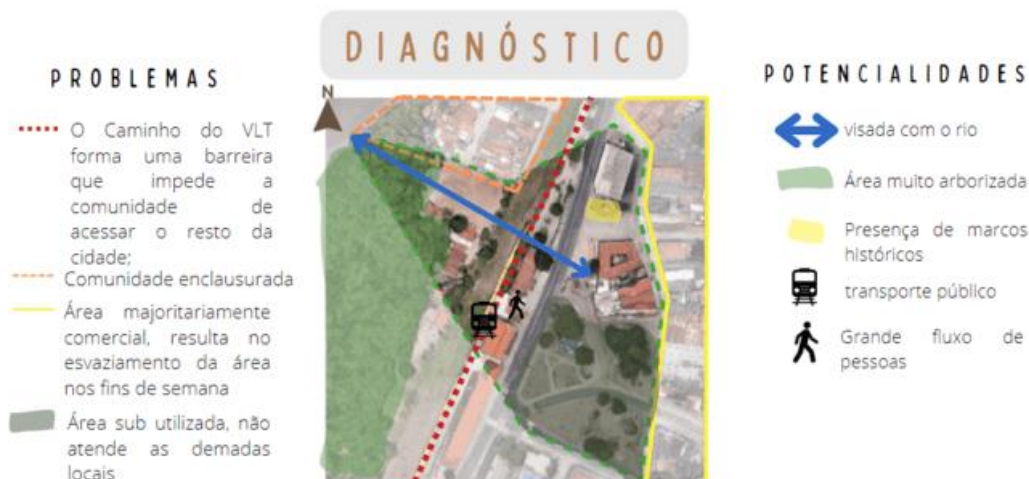 DIAGNÓSTICO
PROBLEMAS
O Caminho do VLT
forma uma barreira
que impede a
comunidade de
acessar o resto da
cidade;
Comunidade enclausurada
Área majoritariamente
comercial, resulta no
esvaziamento da área
nos fins de semana
Área sub utilizada, não
atende as demadas
locais
N
POTENCIALIDADES
visada com o rio
Área muito arborizada
Presença de marcos
históricos
transporte público
Grande fluxo de
pessoas